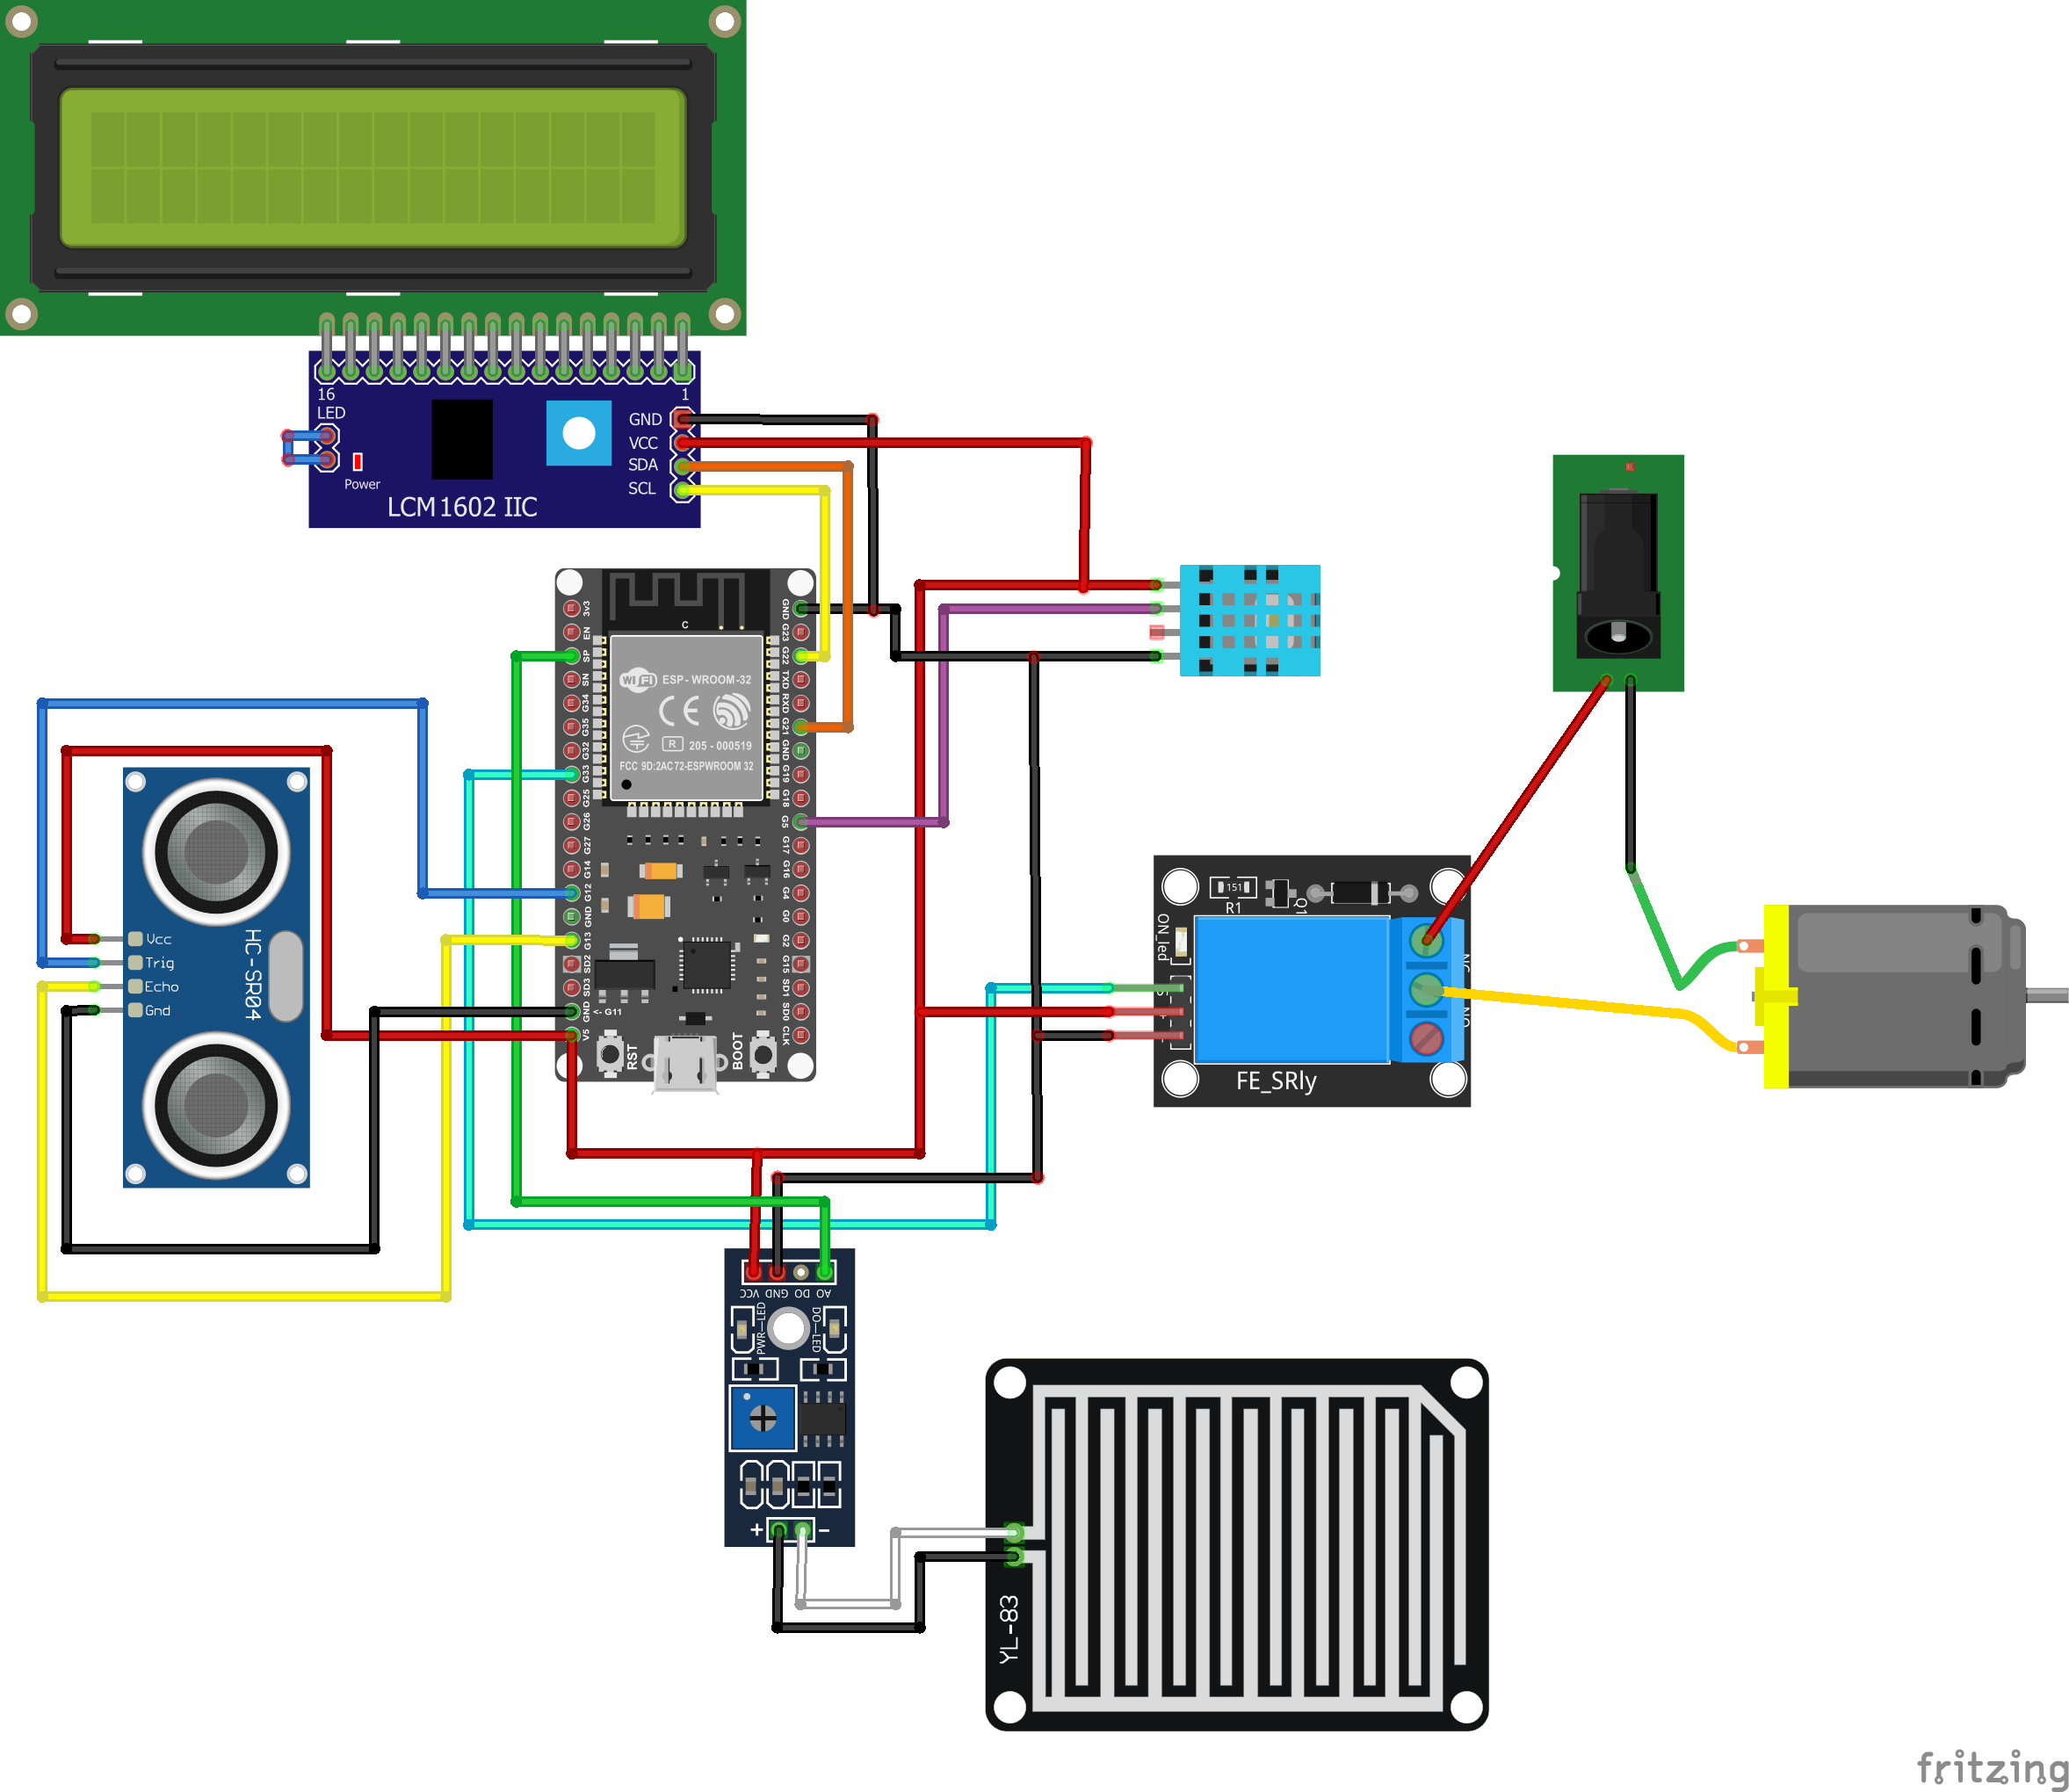 16
1
LED
GND
VCC
SDA
SCL
Power
LCM1602 IIC
3v3
EN
SP
SN
G34
G35
G32
G33
G25
G26
G27
G14
G12
GND
G13
SD2
SD3
GND
V5
<- G11
C
WiFi
ESP-WROOM-32
CE
R 205-000519
FCC 9D:2AC72-ESPWROOM 32
GND
G23
G22
TXD
RXD
G21
GND
G19
G18
G5
G17
G16
G4
G0
G2
G15
SD1
SD0
CLK
RST
BOOT
Vcc
Trig
Echo
Gnd
HC-SR04
151
R1
Q1
ON_led
NC
NO
S
FE_SRly
VCC GND DO AO
PWR-LED
DO-LED
+ -
YL-83
fritzing